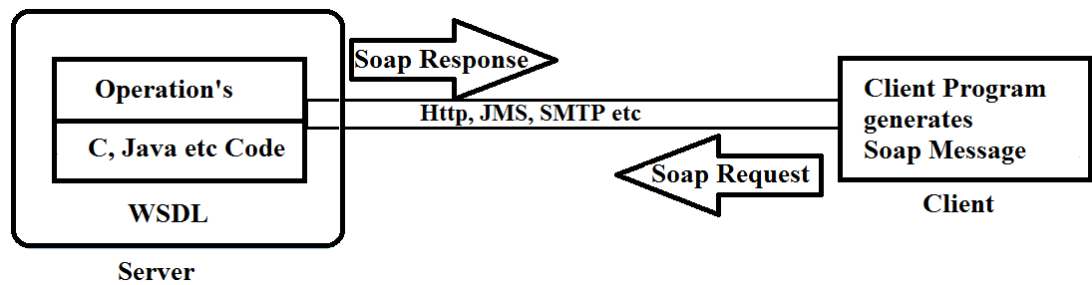 Soap Response
Operation's
Http, JMS, SMTP etc
C, Java etc Code
WSDL
Server
Client Program
generates
Soap Message
Soap Request
Client